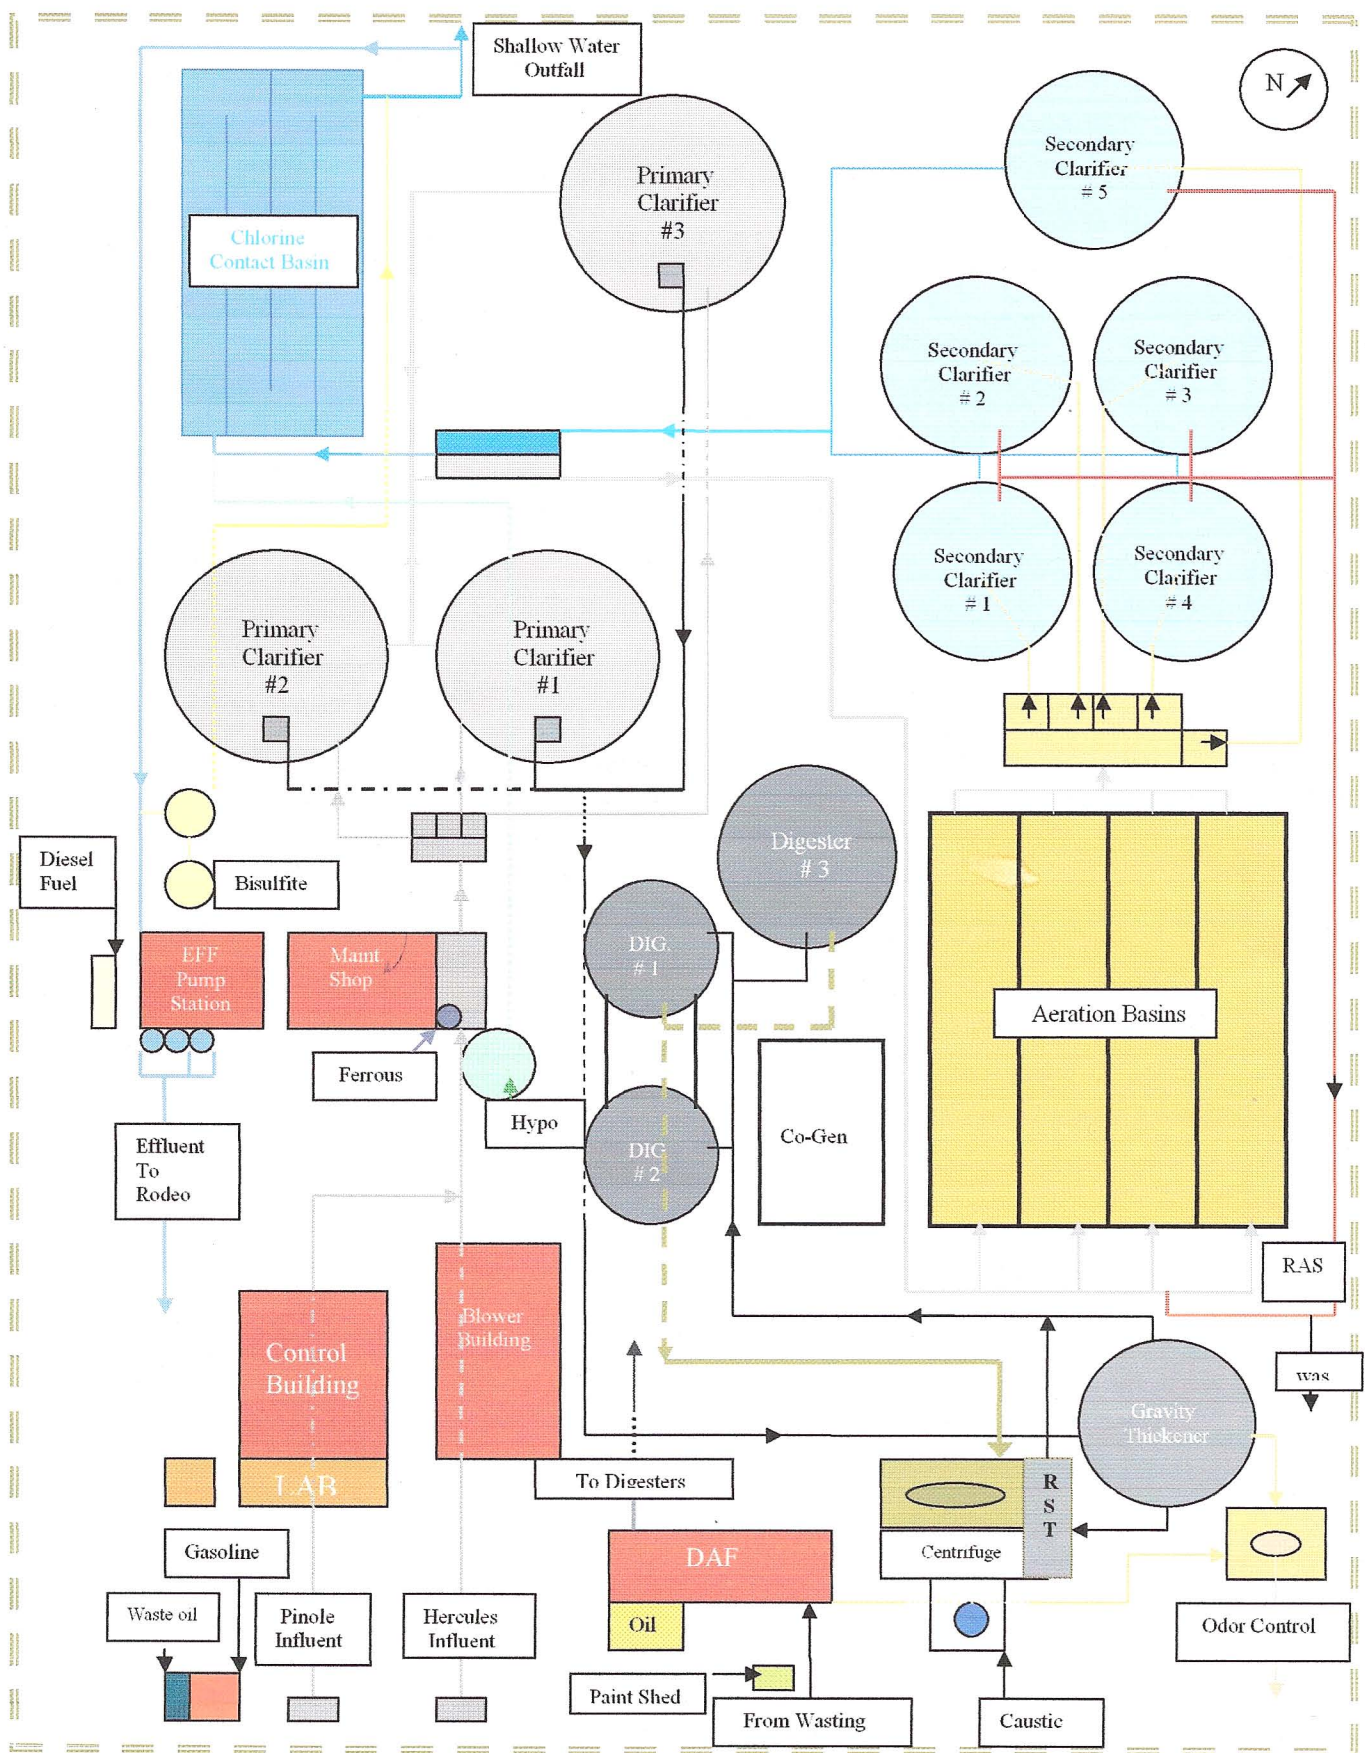 Shallow Water
Outfall
N
Secondary
Clarifier
# 5
Primary
Clarifier
#3
Chlorine
Contact Basin
Secondary
Clarifier
# 2
Secondary
Clarifier
# 3
Secondary
Clarifier
# 1
Secondary
Clarifier
# 4
Primary
Clarifier
#2
Primary
Clarifier
#1
Diesel
Fuel
Bisulfite
Digester
# 3
EFF
Pump
Station
Maint.
Shop
DIG.
# 1
Aeration Basins
Ferrous
Hypo
Co-Gen
Effluent
To
Rodeo
DIG
# 2
RAS
Blower
Building
Control
Building
was
Gravity
Thickener
LAB
To Digesters
R
S
T
Gasoline
DAF
Centrifuge
Waste oil
Pinole
Influent
Hercules
Influent
Oil
Odor Control
Paint Shed
From Wasting
Caustic